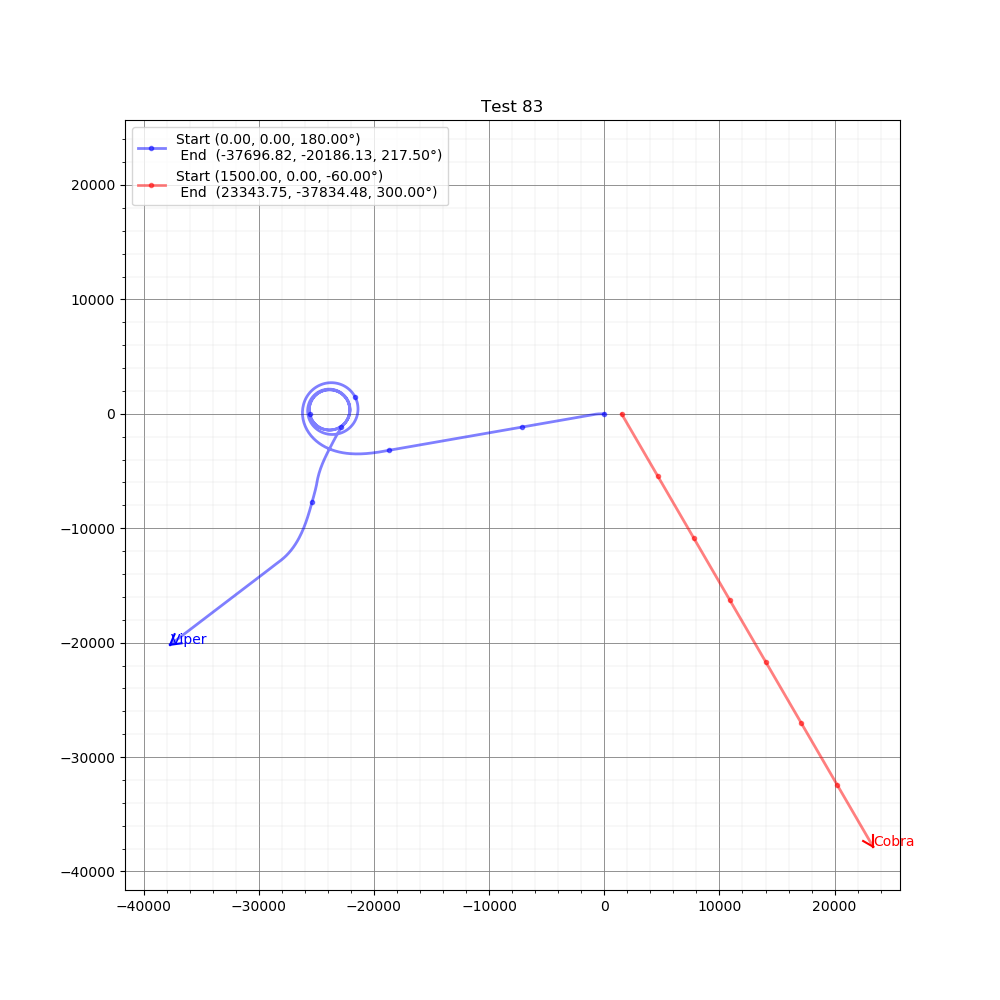 Test 83
Start (0.00, 0.00, 180.00°)
End (-37696.82, -20186.13, 217.50°)
Start (1500.00, 0.00, -60.00°)
End (23343.75, -37834.48, 300.00°)
20000
10000
0
−10000
−20000
−30000
−40000
Viper
Cobra
−40000 −30000 −20000 −10000 0 10000 20000